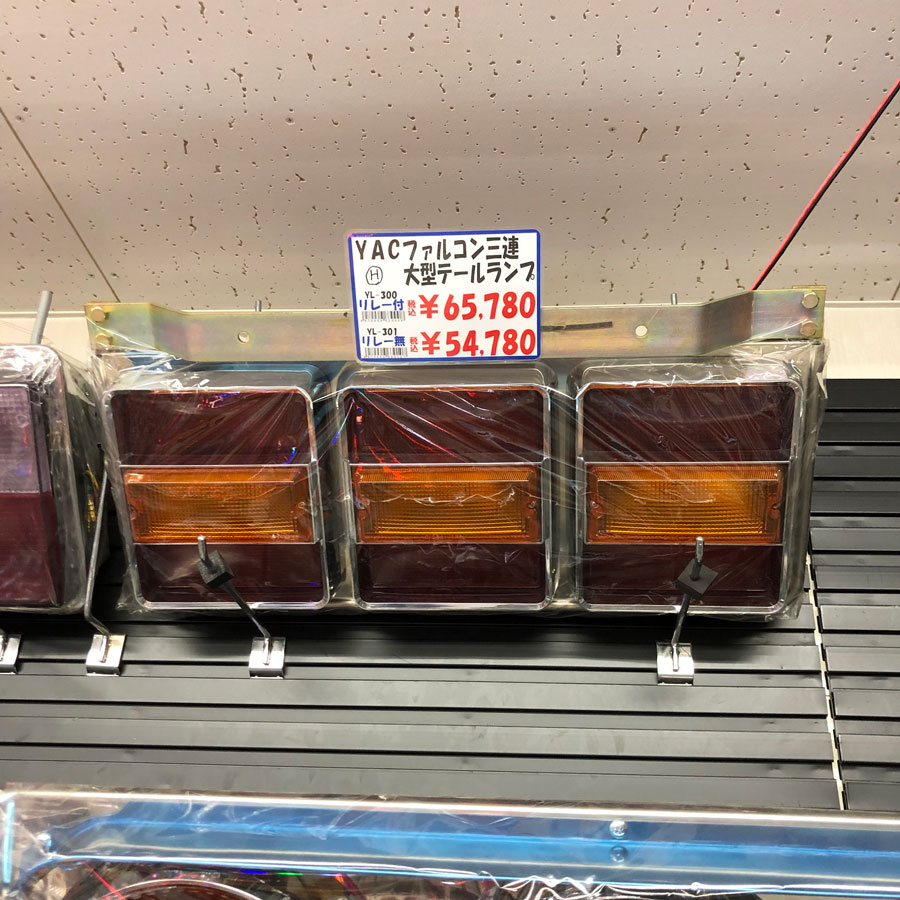 YACファルコン三連
Ⓗ 大型テールランプ
YL-300
リレー付 税込 ¥65,780
YL-301
リレー無 税込 ¥54,780